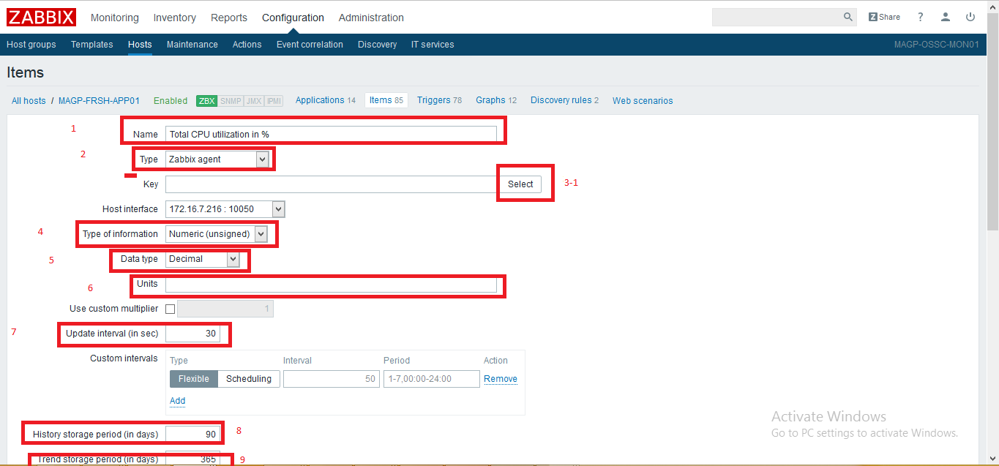 ZABBIX Monitoring Inventory Reports Configuration Administration Z Share ?
Host groups Templates Hosts Maintenance Actions Event correlation Discovery IT services MAGP-OSSC-MON01
Items
All hosts / MAGP-FRSH-APP01 Enabled ZBX SNMP JMX IPMI Applications 14 Items 85 Triggers 78 Graphs 12 Discovery rules 2 Web scenarios
1 Name Total CPU utilization in %
2 Type Zabbix agent
Key Select 3-1
Host interface 172.16.7.216 : 10050
4 Type of information Numeric (unsigned)
5 Data type Decimal
6 Units
Use custom multiplier 1
7 Update interval (in sec) 30
Custom intervals Type Interval Period Action
Flexible Scheduling 50 1-7,00:00-24:00 Remove
Add
Activate Windows
Go to PC settings to activate Windows.
History storage period (in days) 90 8
Trend storage period (in days) 365 9